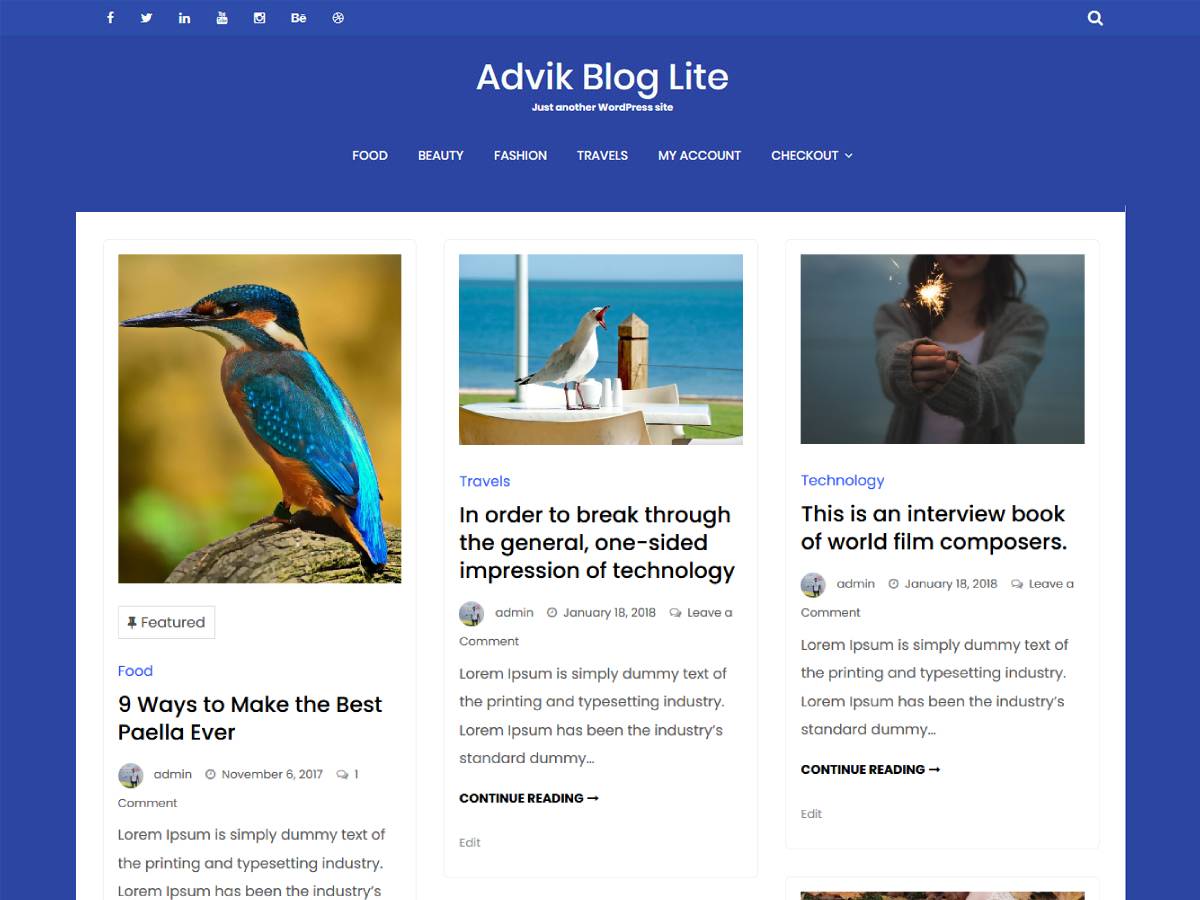 Advik Blog Lite
Just another WordPress site
FOOD BEAUTY FASHION TRAVELS MY ACCOUNT CHECKOUT
Featured
Food
9 Ways to Make the Best
Paella Ever
admin November 6, 2017 1
Comment
Lorem Ipsum is simply dummy text of
the printing and typesetting industry.
Lorem Ipsum has been the industry’s
Travels
In order to break through
the general, one-sided
impression of technology
admin January 18, 2018 Leave a
Comment
Lorem Ipsum is simply dummy text of
the printing and typesetting industry.
Lorem Ipsum has been the industry’s
standard dummy…
CONTINUE READING →
Edit
Technology
This is an interview book
of world film composers.
admin January 18, 2018 Leave a
Comment
Lorem Ipsum is simply dummy text of
the printing and typesetting industry.
Lorem Ipsum has been the industry’s
standard dummy…
CONTINUE READING →
Edit